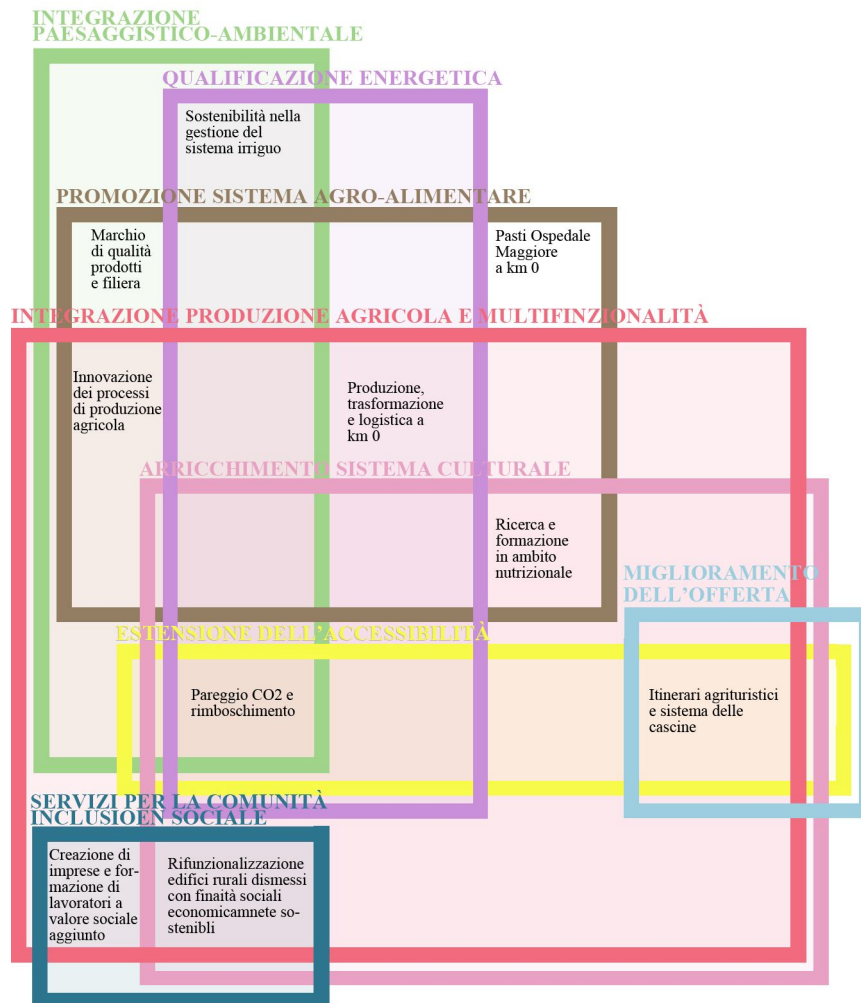 INTEGRAZIONE
PAESAGGISTICO-AMBIENTALE
QUALIFICAZIONE ENERGETICA
Sostenibilità nella
gestione del
sistema irriguo
PROMOZIONE SISTEMA AGRO-ALIMENTARE
Marchio
di qualità
prodotti
e filiera
Pasti Ospedale
Maggiore
a km 0
INTEGRAZIONE PRODUZIONE AGRICOLA E MULTIFINZIONALITÀ
Innovazione
dei processi
di produzione
agricola
Produzione,
trasformazione
e logistica a
km 0
ARRICCHIMENTO SISTEMA CULTURALE
Ricerca e
formazione
in ambito
nutrizionale
MIGLIORAMENTO
DELL'OFFERTA
ESTENSIONE DELL'ACCESSIBILITÀ
Pareggio CO2 e
rimboschimento
Itinerari agrituristici
e sistema delle
cascine
SERVIZI PER LA COMUNITÀ
INCLUSIOEN SOCIALE
Creazione di
imprese e for-
mazione di
lavoratori a
valore sociale
aggiunto
Rifunzionalizzazione
edifici rurali dismessi
con finaità sociali
economicamnete so-
stenibli